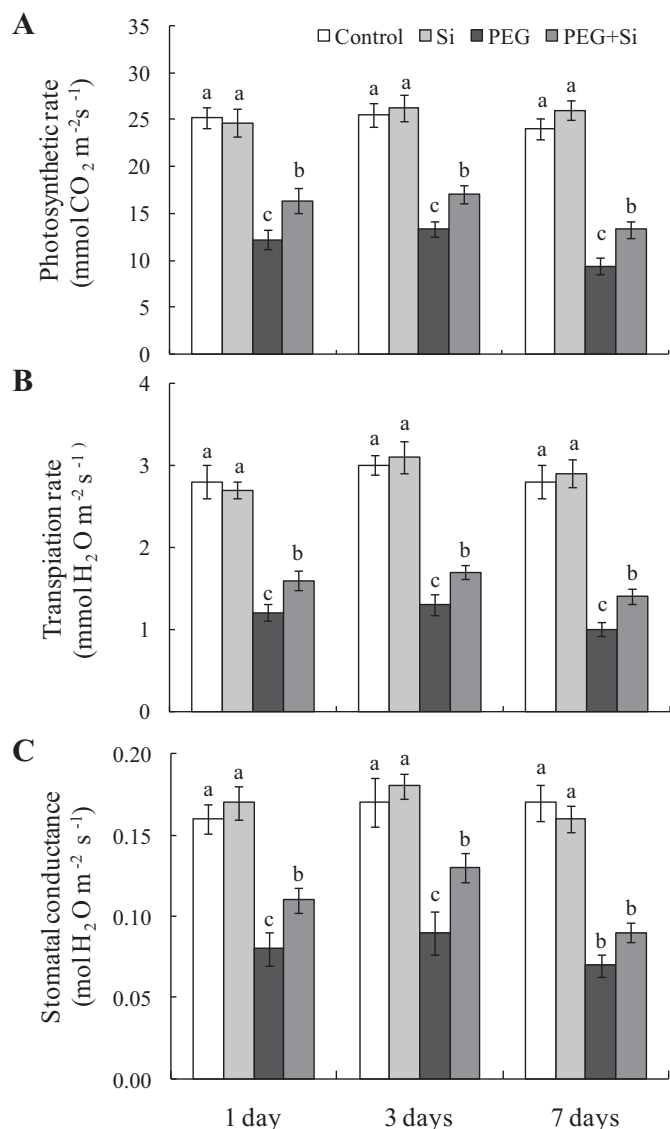 A
Control Si PEG PEG+Si
Photosynthetic rate
(mmol CO₂ m⁻²s⁻¹)
35
30
25
20
15
10
5
0
a a c b
a a c b
a a c b
B
Transpiation rate
(mmol H₂O m⁻² s⁻¹)
4
3
2
1
0
a a c b
a a c b
a a c b
C
Stomatal conductance
(mol H₂O m⁻² s⁻¹)
0.20
0.15
0.10
0.05
0.00
a a c b
a a c b
a a b b
1 day 3 days 7 days